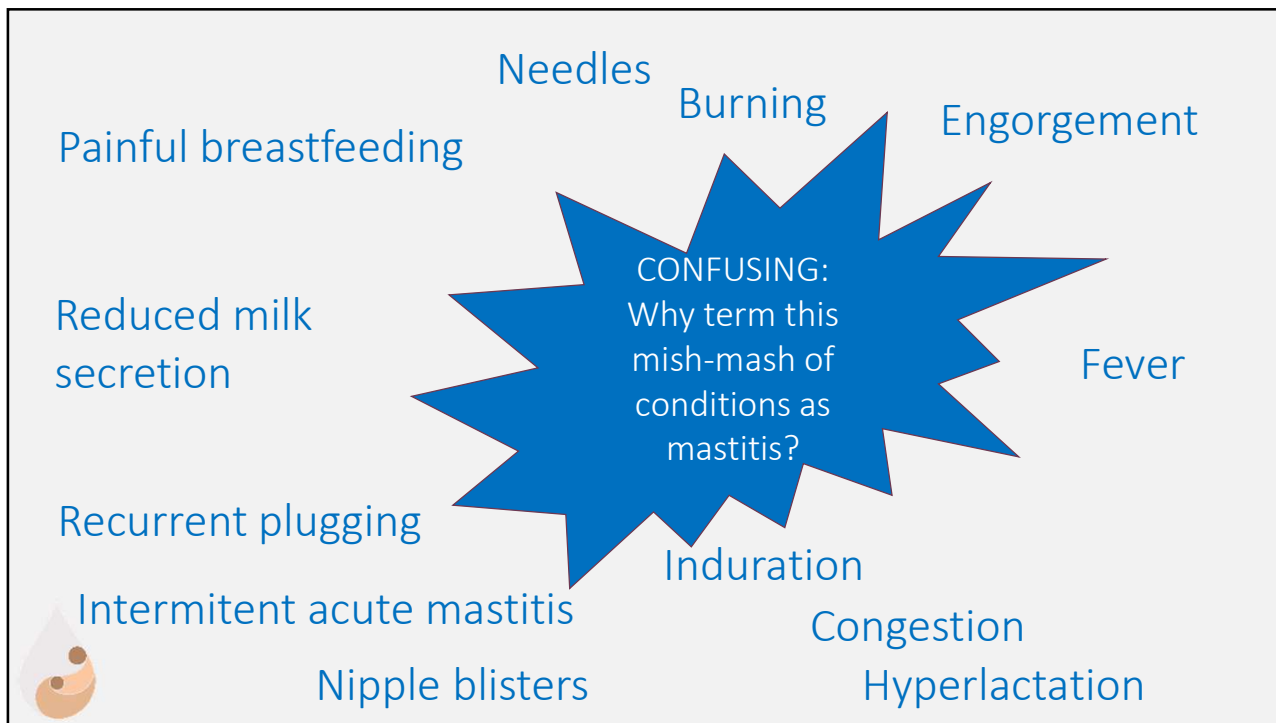 Needles
Burning
Engorgement
Painful breastfeeding
CONFUSING:
Why term this
mish-mash of
conditions as
mastitis?
Reduced milk
secretion
Fever
Recurrent plugging
Induration
Intermitent acute mastitis
Congestion
Nipple blisters
Hyperlactation